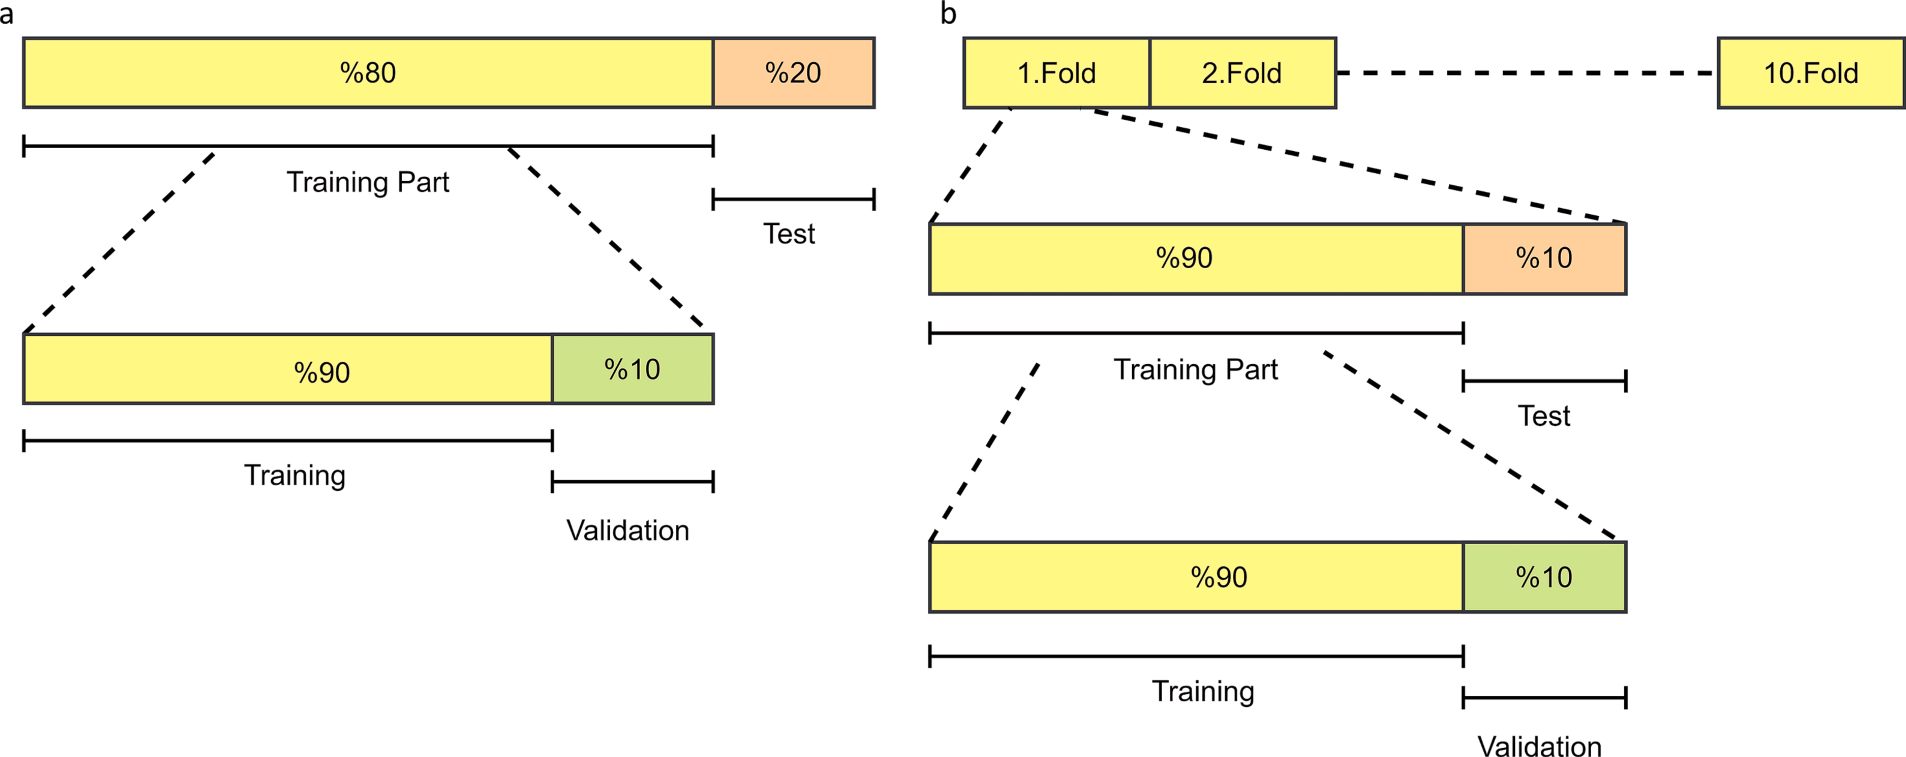 a
%80
%20
Training Part
Test
%90
%10
Training
Validation
b
1.Fold
2.Fold
10.Fold
%90
%10
Training Part
Test
%90
%10
Training
Validation